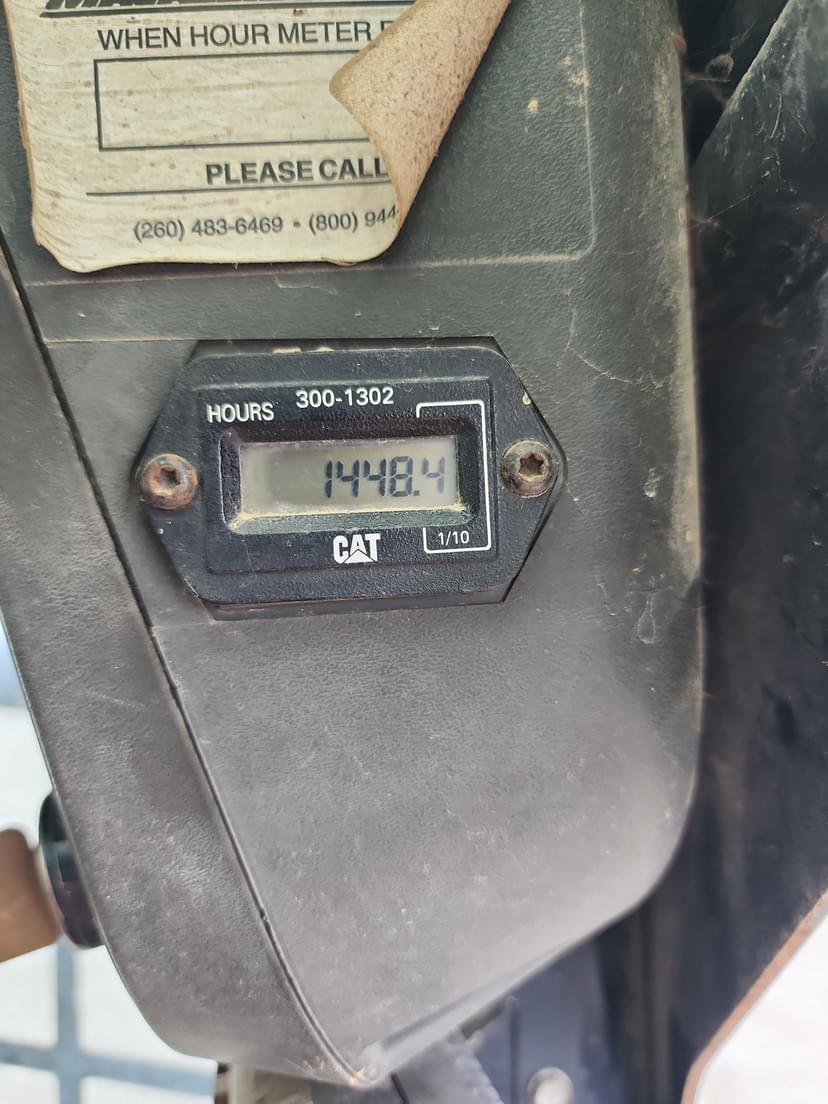 WHEN HOUR METER
PLEASE CALL
(260) 483-6469 • (800) 944
HOURS 300-1302
1448.4
CAT 1/10